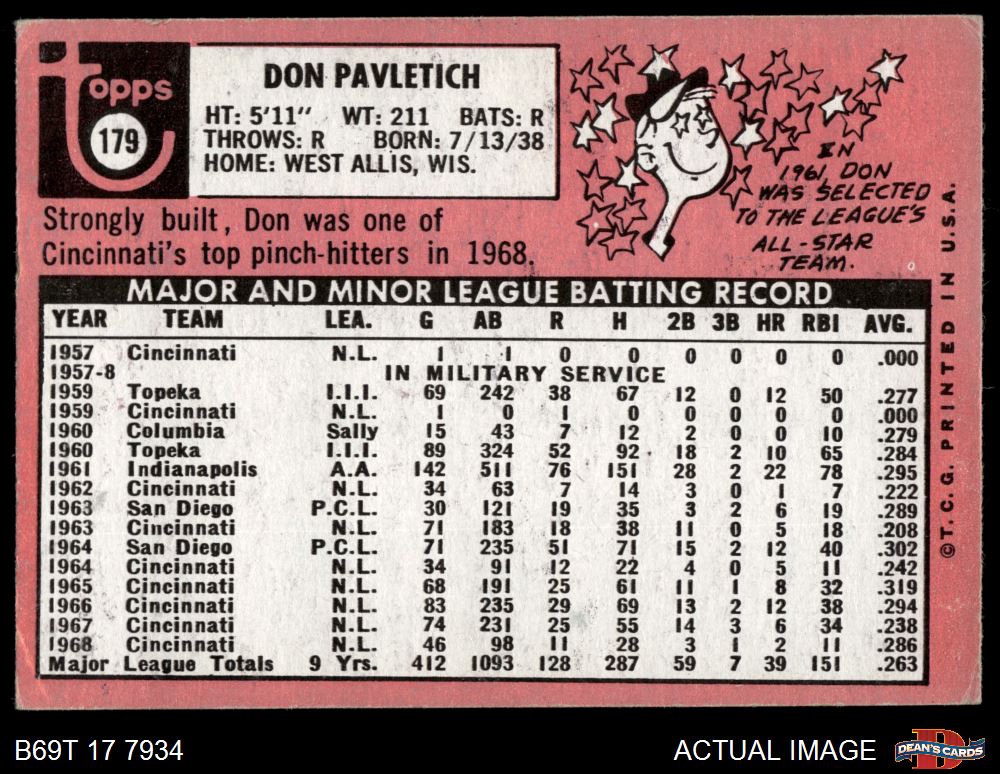 topps
179
DON PAVLETICH
HT: 5'11" WT: 211 BATS: R
THROWS: R BORN: 7/13/38
HOME: WEST ALLIS, WIS.
Strongly built, Don was one of
Cincinnati's top pinch-hitters in 1968.
IN
1961, DON
WAS SELECTED
TO THE LEAGUE'S
ALL-STAR
TEAM.
MAJOR AND MINOR LEAGUE BATTING RECORD
YEAR TEAM LEA. G AB R H 2B 3B HR RBI AVG.
1957 Cincinnati N.L. 1 1 0 0 0 0 0 0 .000
1957-8 IN MILITARY SERVICE
1959 Topeka I.I.I. 69 242 38 67 12 0 12 50 .277
1959 Cincinnati N.L. 1 0 1 0 0 0 0 0 .000
1960 Columbia Sally 15 43 7 12 2 0 0 10 .279
1960 Topeka I.I.I. 89 324 52 92 18 2 10 65 .284
1961 Indianapolis A.A. 142 511 76 151 28 2 22 78 .295
1962 Cincinnati N.L. 34 63 7 14 3 0 1 7 .222
1963 San Diego P.C.L. 30 121 19 35 3 2 6 19 .289
1963 Cincinnati N.L. 71 183 18 38 11 0 5 18 .208
1964 San Diego P.C.L. 71 235 51 71 15 2 12 40 .302
1964 Cincinnati N.L. 34 91 12 22 4 0 5 11 .242
1965 Cincinnati N.L. 68 191 25 61 11 1 8 32 .319
1966 Cincinnati N.L. 83 235 29 69 13 2 12 38 .294
1967 Cincinnati N.L. 74 231 25 55 14 3 6 34 .238
1968 Cincinnati N.L. 46 98 11 28 3 1 2 11 .286
Major League Totals 9 Yrs. 412 1093 128 287 59 7 39 151 .263
©T. C. G. PRINTED IN U.S.A.
B69T 17 7934
ACTUAL IMAGE
D
DEAN'S CARDS